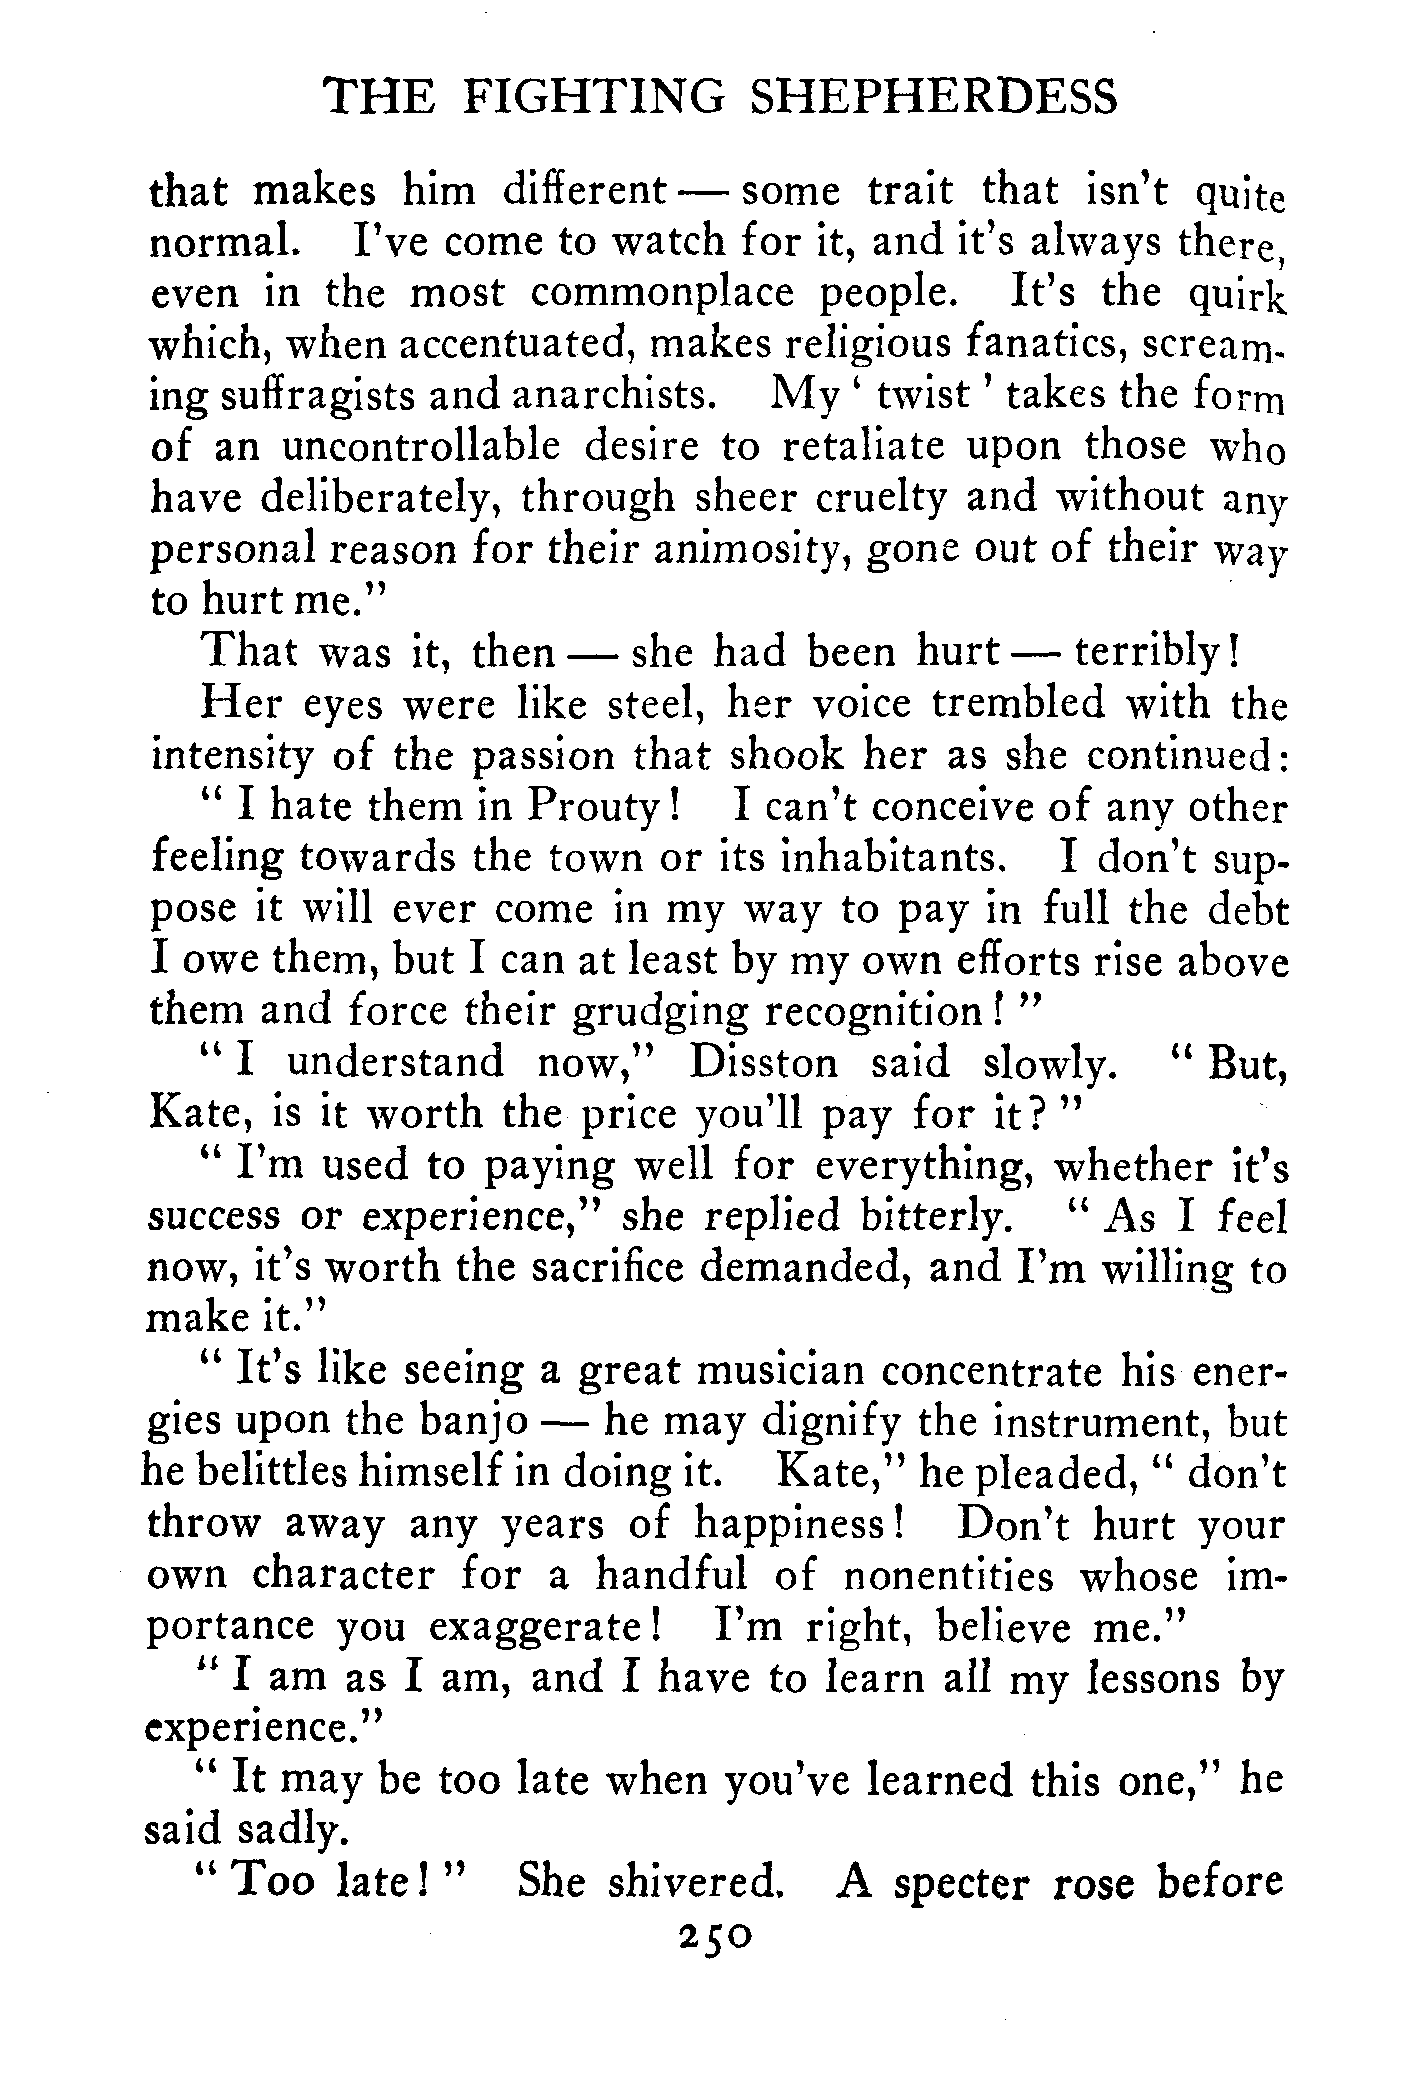 THE FIGHTING SHEPHERDESS
that makes him different — some trait that isn't quite
normal. I've come to watch for it, and it's always there,
even in the most commonplace people. It's the quirk
which, when accentuated, makes religious fanatics, scream-
ing suffragists and anarchists. My ‘ twist ’ takes the form
of an uncontrollable desire to retaliate upon those who
have deliberately, through sheer cruelty and without any
personal reason for their animosity, gone out of their way
to hurt me.”
That was it, then — she had been hurt — terribly!
Her eyes were like steel, her voice trembled with the
intensity of the passion that shook her as she continued:
“ I hate them in Prouty! I can't conceive of any other
feeling towards the town or its inhabitants. I don't sup-
pose it will ever come in my way to pay in full the debt
I owe them, but I can at least by my own efforts rise above
them and force their grudging recognition! ”
“ I understand now,” Disston said slowly. “ But,
Kate, is it worth the price you'll pay for it? ”
“ I'm used to paying well for everything, whether it's
success or experience,” she replied bitterly. “ As I feel
now, it's worth the sacrifice demanded, and I'm willing to
make it.”
“ It's like seeing a great musician concentrate his ener-
gies upon the banjo — he may dignify the instrument, but
he belittles himself in doing it. Kate,” he pleaded, “ don't
throw away any years of happiness! Don't hurt your
own character for a handful of nonentities whose im-
portance you exaggerate! I'm right, believe me.”
“ I am as I am, and I have to learn all my lessons by
experience.”
“ It may be too late when you've learned this one,” he
said sadly.
“ Too late! ” She shivered. A specter rose before
250